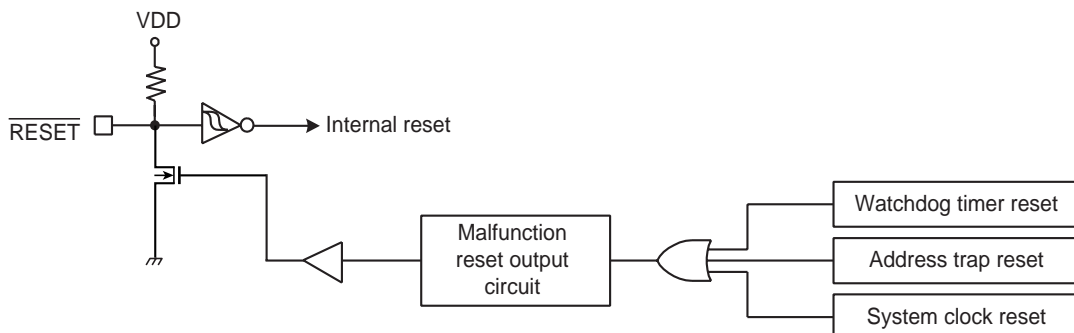 VDD
RESET
Internal reset
Watchdog timer reset
Malfunction
reset output
circuit
Address trap reset
System clock reset